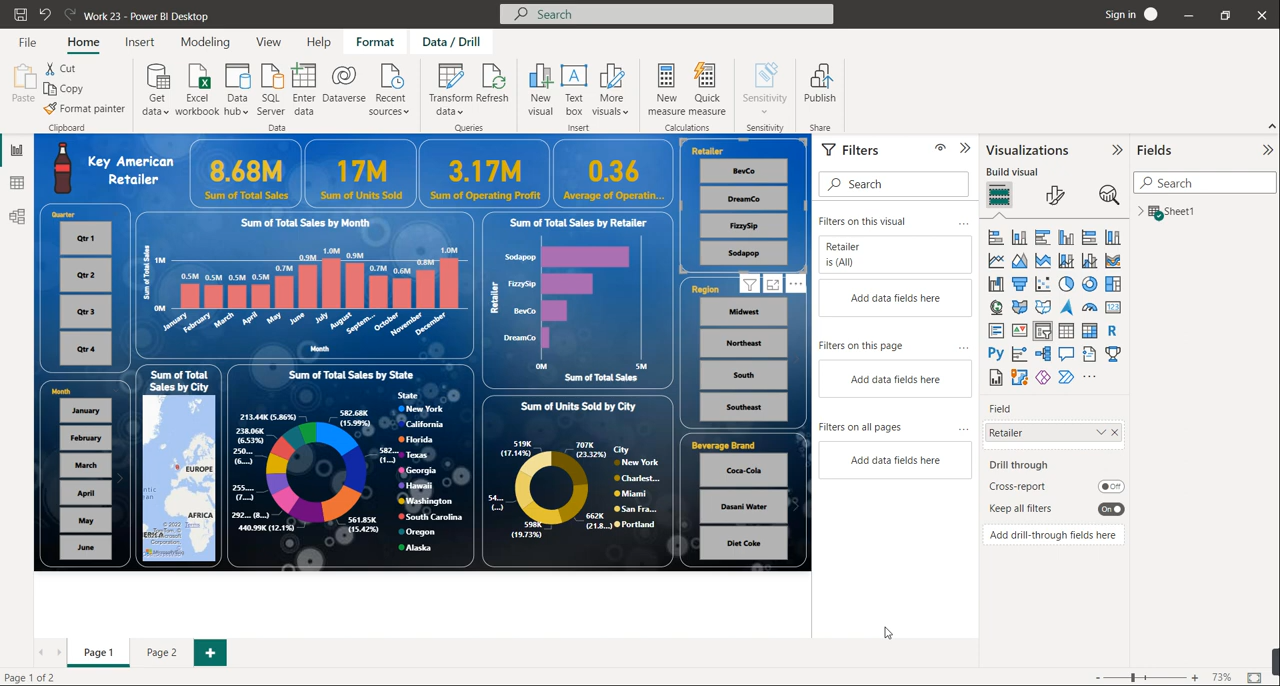 Work 23 - Power BI Desktop
Search
Sign in
File
Home
Insert
Modeling
View
Help
Format
Data / Drill
Paste
Cut
Copy
Format painter
Clipboard
Get data
Excel workbook
Data hub
SQL Server
Enter data
Dataverse
Recent sources
Data
Transform data
Refresh
Queries
New visual
Text box
More visuals
Insert
New measure
Quick measure
Calculations
Sensitivity
Sensitivity
Publish
Share
Key American
Retailer
8.68M
Sum of Total Sales
17M
Sum of Units Sold
3.17M
Sum of Operating Profit
0.36
Average of Operatin...
Quarter
Qtr 1
Qtr 2
Qtr 3
Qtr 4
Month
January
February
March
April
May
June
Sum of Total Sales by Month
Sum of Total Sales
1M
0M
0.5M
0.5M
0.5M
0.5M
0.7M
0.9M
1.0M
0.9M
0.7M
0.6M
0.8M
1.0M
January
February
March
April
May
June
July
August
Septem...
October
November
December
Month
Sum of Total Sales by Retailer
Retailer
Sodapop
FizzySip
BevCo
DreamCo
0M
5M
Sum of Total Sales
Sum of Total
Sales by City
EUROPE
AFRICA
Sum of Total Sales by State
213.44K (5.86%)
238.06K
(6.53%)
250...
(6....)
255...
(7....)
292... (8...)
440.99K (12.1%)
582.68K
(15.99%)
582...
(1...)
561.85K
(15.42%)
State
New York
California
Florida
Texas
Georgia
Hawaii
Washington
South Carolina
Oregon
Alaska
Sum of Units Sold by City
519K
(17.14%)
707K
(23.32%)
54...
(...)
598K
(19.73%)
662K
(21.8...)
City
New York
Charlest...
Miami
San Fra...
Portland
Retailer
BevCo
DreamCo
FizzySip
Sodapop
Region
Midwest
Northeast
South
Southeast
Beverage Brand
Coca-Cola
Dasani Water
Diet Coke
Filters
Search
Filters on this visual
...
Retailer
is (All)
Add data fields here
Filters on this page
...
Add data fields here
Filters on all pages
...
Add data fields here
Visualizations
Build visual
R
Py
...
Field
Retailer
Drill through
Cross-report
Off
Keep all filters
On
Add drill-through fields here
Fields
Search
Sheet1
Page 1
Page 2
Page 1 of 2
73%